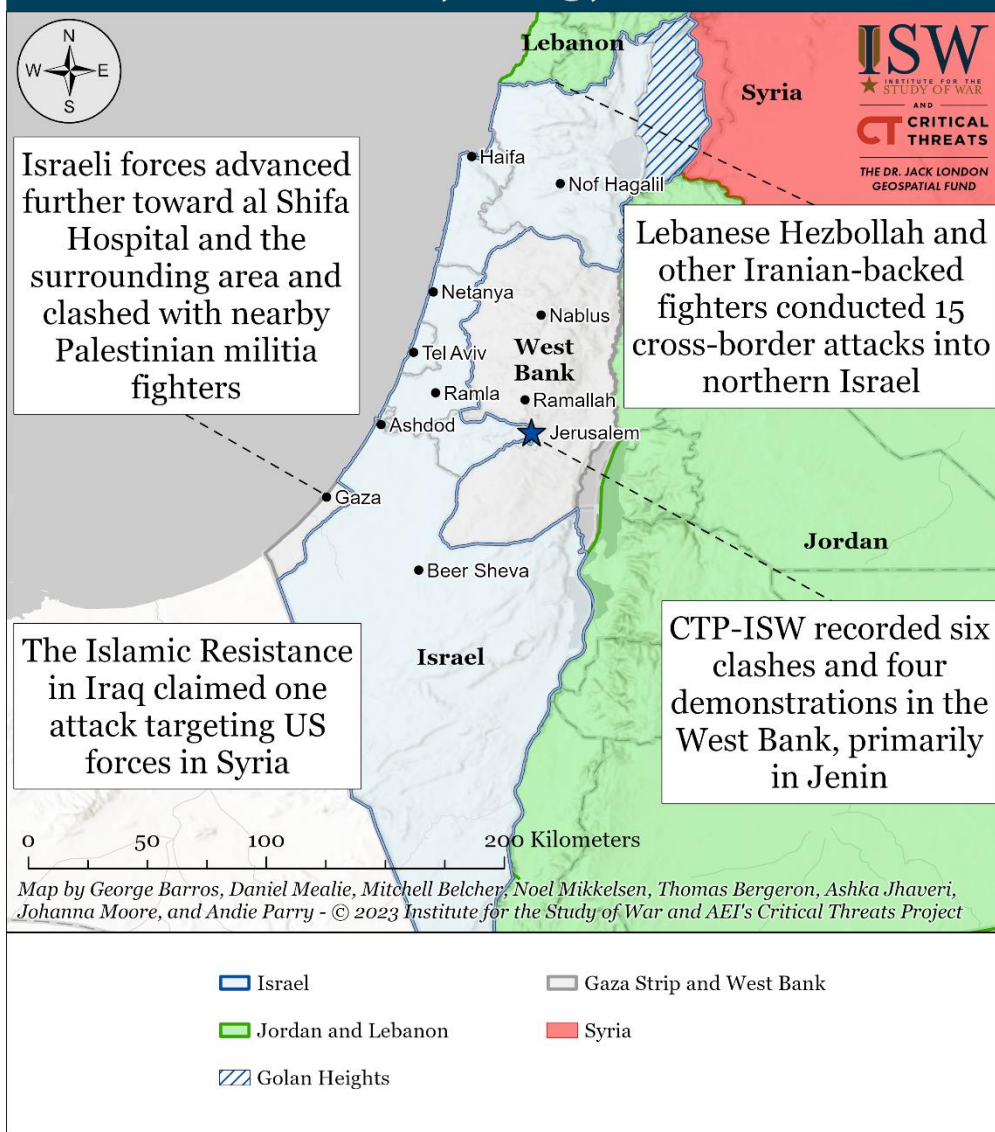 N
W
E
S
Lebanon
Syria
ISW
INSTITUTE FOR THE
STUDY OF WAR
AND
CT CRITICAL
THREATS
THE DR. JACK LONDON
GEOSPATIAL FUND
Israeli forces advanced
further toward al Shifa
Hospital and the
surrounding area and
clashed with nearby
Palestinian militia
fighters
Haifa
Nof Hagalil
Lebanese Hezbollah and
other Iranian-backed
fighters conducted 15
cross-border attacks into
northern Israel
Netanya
Nablus
Tel Aviv
West
Bank
Ramla
Ramallah
Ashdod
Jerusalem
Gaza
Jordan
Beer Sheva
The Islamic Resistance
in Iraq claimed one
attack targeting US
forces in Syria
Israel
CTP-ISW recorded six
clashes and four
demonstrations in the
West Bank, primarily
in Jenin
0 50 100 200 Kilometers
Map by George Barros, Daniel Mealie, Mitchell Belcher, Noel Mikkelsen, Thomas Bergeron, Ashka Jhaveri,
Johanna Moore, and Andie Parry - © 2023 Institute for the Study of War and AEI's Critical Threats Project
Israel
Gaza Strip and West Bank
Jordan and Lebanon
Syria
Golan Heights